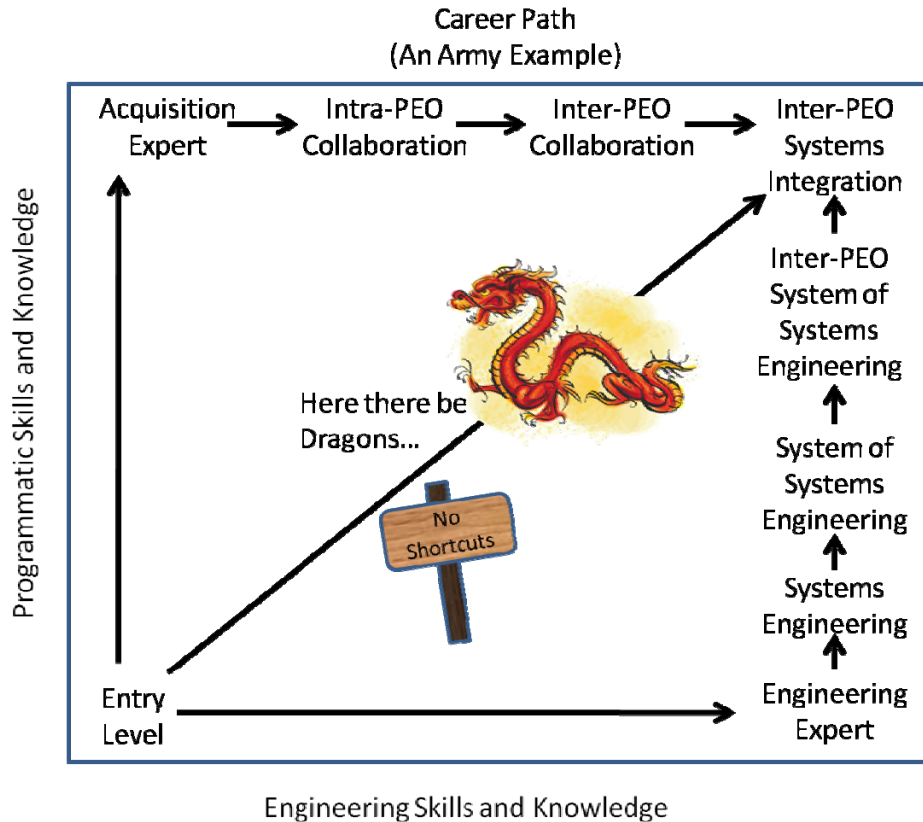 Career Path
(An Army Example)
Programmatic Skills and Knowledge
Acquisition
Expert
Intra-PEO
Collaboration
Inter-PEO
Collaboration
Inter-PEO
Systems
Integration
Inter-PEO
System of
Systems
Engineering
Here there be
Dragons...
System of
Systems
Engineering
No
Shortcuts
Systems
Engineering
Entry
Level
Engineering
Expert
Engineering Skills and Knowledge